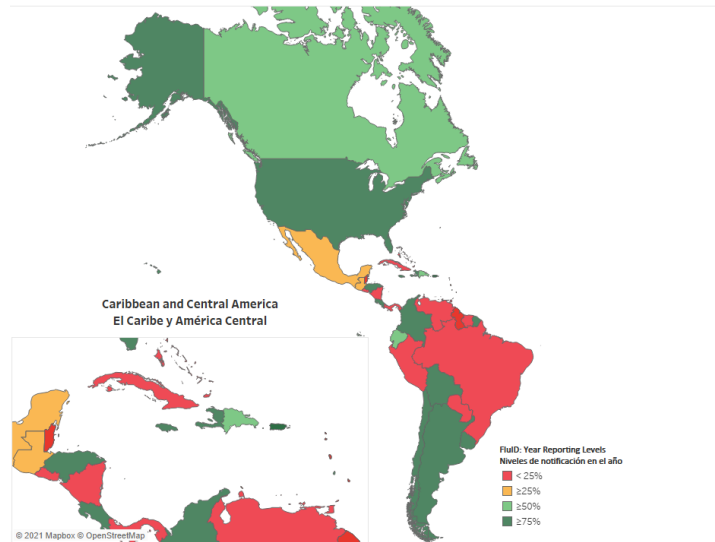 Caribbean and Central America
El Caribe y América Central
FluID: Year Reporting Levels
Niveles de notificación en el año
< 25%
≥25%
≥50%
≥75%
© 2021 Mapbox © OpenStreetMap